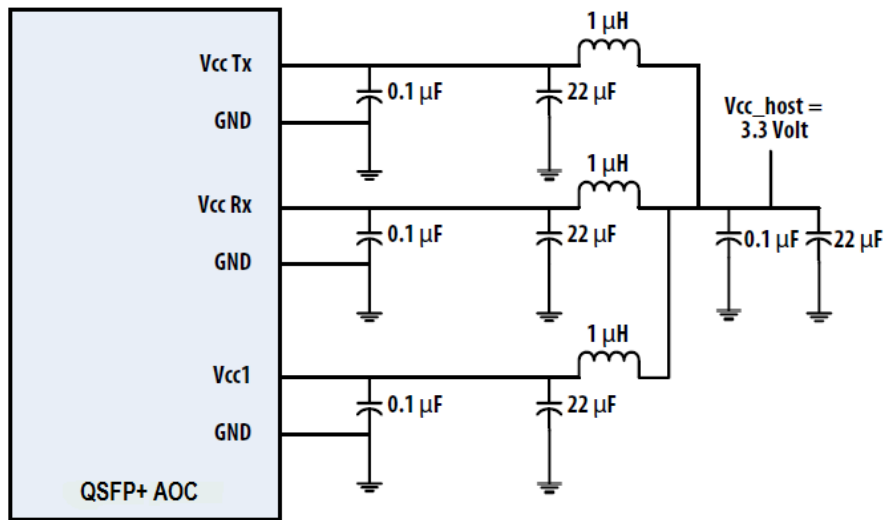 1 µH
Vcc Tx
0.1 µF
22 µF
GND
Vcc_host =
3.3 Volt
1 µH
Vcc Rx
0.1 µF
22 µF
0.1 µF
22 µF
GND
1 µH
Vcc1
0.1 µF
22 µF
GND
QSFP+ AOC